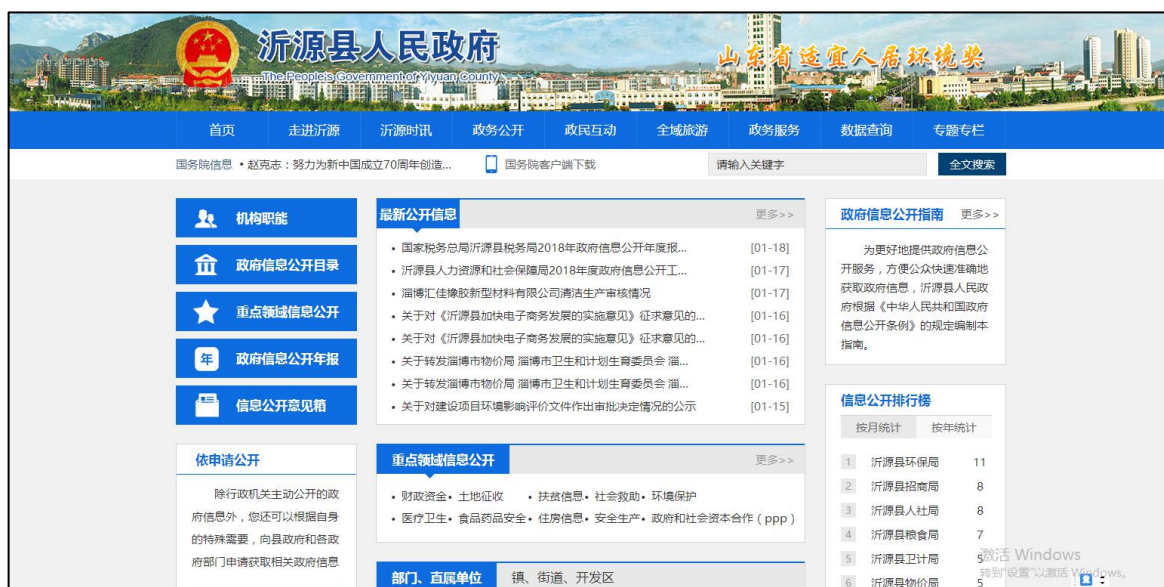 沂源县人民政府
The People's Government of Yiyuan County
山东省适宜人居环境奖
首页 走进沂源 沂源时讯 政务公开 政民互动 全域旅游 政务服务 数据查询 专题专栏
国务院信息 • 赵克志：努力为新中国成立70周年创造... 国务院客户端下载 请输入关键字 全文搜索
机构职能
政府信息公开目录
重点领域信息公开
年 政府信息公开年报
信息公开意见箱
依申请公开
除行政机关主动公开的政
府信息外，您还可以根据自身
的特殊需要，向县政府和各政
府部门申请获取相关政府信息
最新公开信息 更多>>
• 国家税务总局沂源县税务局2018年政府信息公开年度报... [01-18]
• 沂源县人力资源和社会保障局2018年度政府信息公开工... [01-17]
• 淄博汇佳橡胶新型材料有限公司清洁生产审核情况 [01-17]
• 关于对《沂源县加快电子商务发展的实施意见》征求意见的... [01-16]
• 关于对《沂源县加快电子商务发展的实施意见》征求意见的... [01-16]
• 关于转发淄博市物价局 淄博市卫生和计划生育委员会 淄... [01-16]
• 关于转发淄博市物价局 淄博市卫生和计划生育委员会 淄... [01-16]
• 关于对建设项目环境影响评价文件作出审批决定情况的公示 [01-15]
重点领域信息公开 更多>>
• 财政资金 • 土地征收 • 扶贫信息 • 社会救助 • 环境保护
• 医疗卫生 • 食品药品安全 • 住房信息 • 安全生产 • 政府和社会资本合作（ppp）
部门、直属单位 镇、街道、开发区
政府信息公开指南 更多>>
为更好地提供政府信息公
开服务，方便公众快速准确地
获取政府信息，沂源县人民政
府根据《中华人民共和国政府
信息公开条例》的规定编制本
指南。
信息公开排行榜
按月统计 按年统计
1 沂源县环保局 11
2 沂源县招商局 8
3 沂源县人社局 8
4 沂源县粮食局 7
5 沂源县卫计局 5
6 沂源县物价局 5
激活 Windows
转到"设置"以激活 Windows。